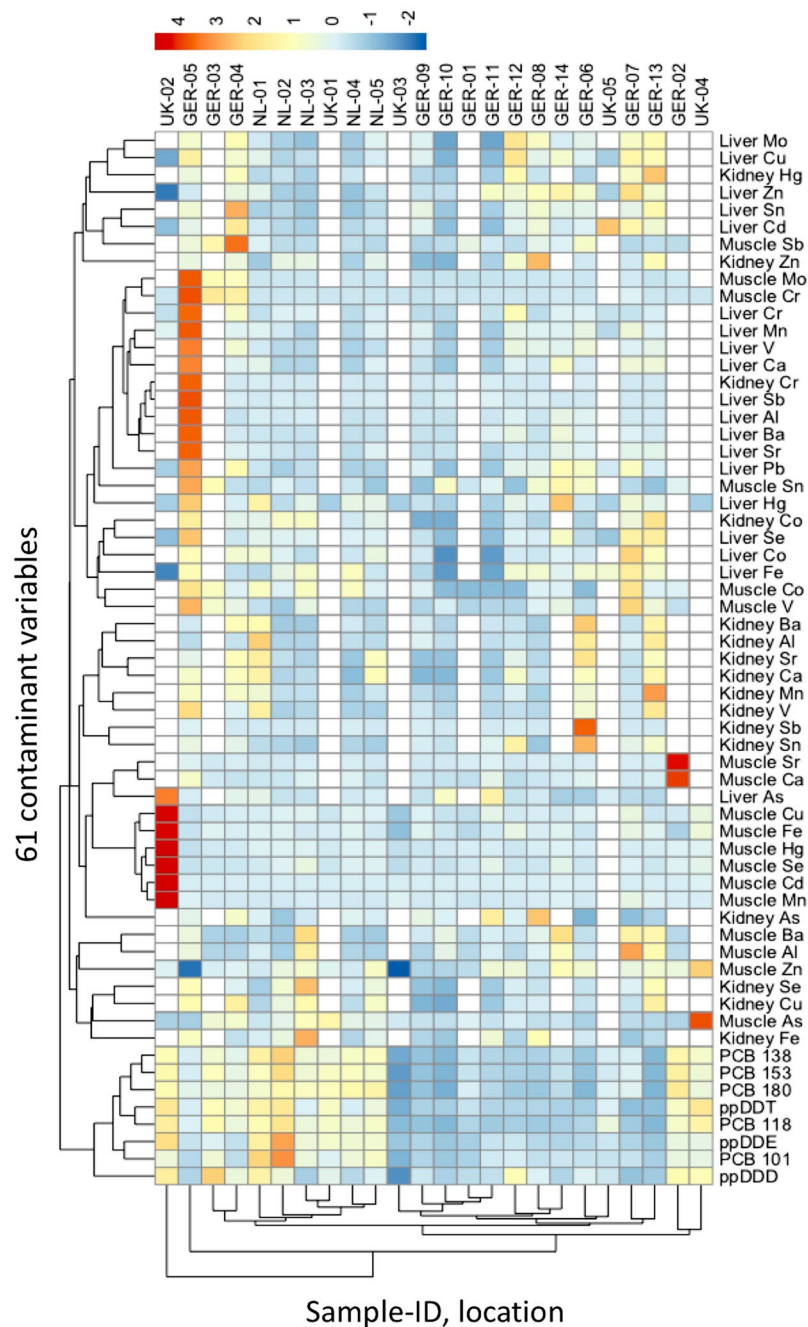 4 3 2 1 0 -1 -2
UK-02
GER-05
GER-03
GER-04
NL-01
NL-02
NL-03
UK-01
NL-04
NL-05
UK-03
GER-09
GER-10
GER-01
GER-11
GER-12
GER-08
GER-14
GER-06
UK-05
GER-07
GER-13
GER-02
UK-04
Liver Mo
Liver Cu
Kidney Hg
Liver Zn
Liver Sn
Liver Cd
Muscle Sb
Kidney Zn
Muscle Mo
Muscle Cr
Liver Cr
Liver Mn
Liver V
Liver Ca
Kidney Cr
Liver Sb
Liver Al
Liver Ba
Liver Sr
Liver Pb
Muscle Sn
Liver Hg
Kidney Co
Liver Se
Liver Co
Liver Fe
Muscle Co
Muscle V
Kidney Ba
Kidney Al
Kidney Sr
Kidney Ca
Kidney Mn
Kidney V
Kidney Sb
Kidney Sn
Muscle Sr
Muscle Ca
Liver As
Muscle Cu
Muscle Fe
Muscle Hg
Muscle Se
Muscle Cd
Muscle Mn
Kidney As
Muscle Ba
Muscle Al
Muscle Zn
Kidney Se
Kidney Cu
Muscle As
Kidney Fe
PCB 138
PCB 153
PCB 180
ppDDT
PCB 118
ppDDE
PCB 101
ppDDD
61 contaminant variables
Sample-ID, location